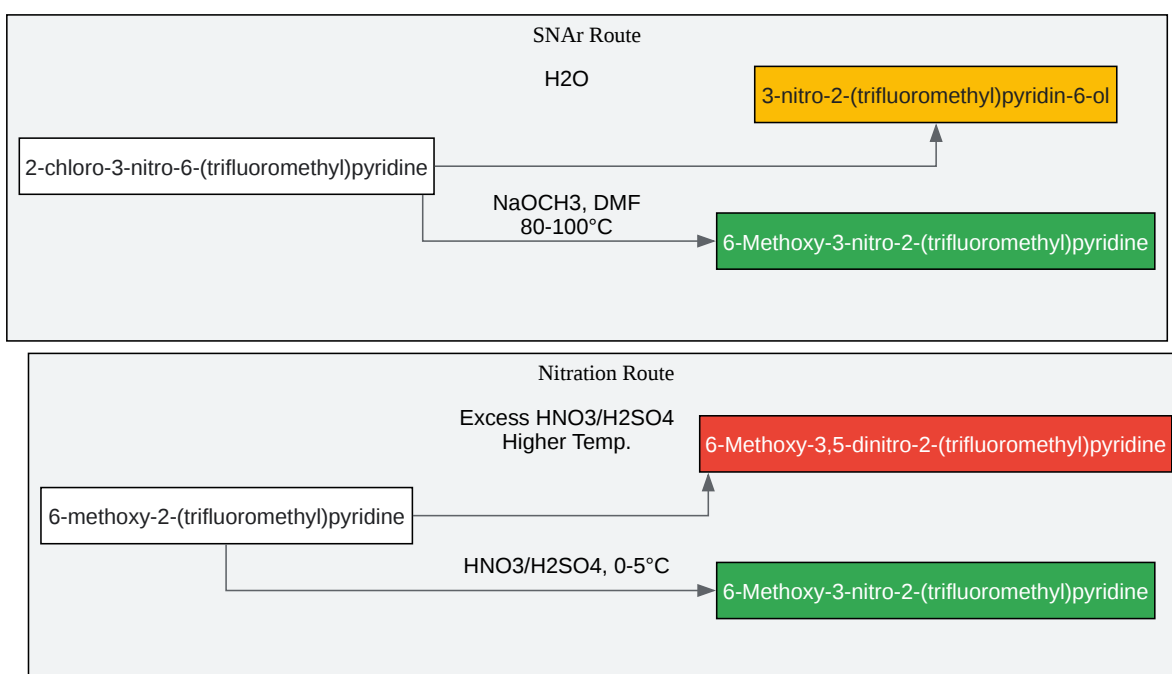 SNAr Route
H2O
3-nitro-2-(trifluoromethyl)pyridin-6-ol
2-chloro-3-nitro-6-(trifluoromethyl)pyridine
NaOCH3, DMF
80-100°C
6-Methoxy-3-nitro-2-(trifluoromethyl)pyridine
Nitration Route
Excess HNO3/H2SO4
Higher Temp.
6-Methoxy-3,5-dinitro-2-(trifluoromethyl)pyridine
6-methoxy-2-(trifluoromethyl)pyridine
HNO3/H2SO4, 0-5°C
6-Methoxy-3-nitro-2-(trifluoromethyl)pyridine